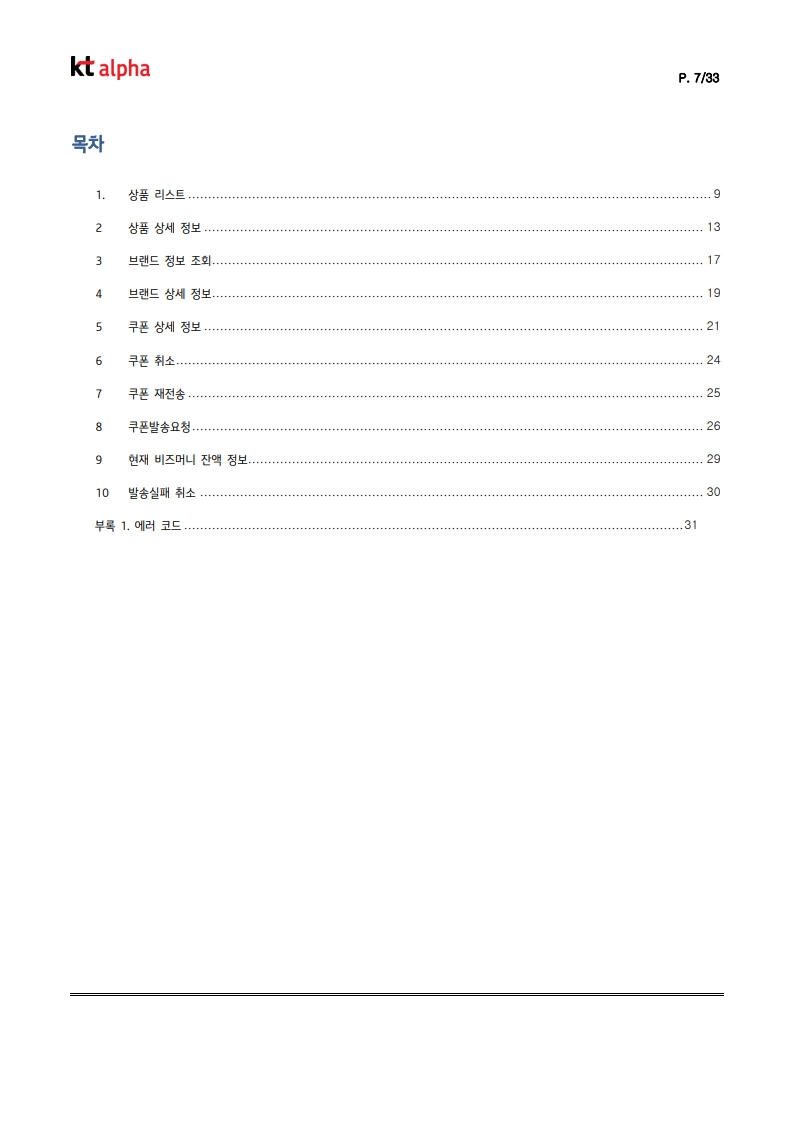 kt alpha
P. 7/33
목차
1. 상품 리스트 ........................................................................................................ 9
2 상품 상세 정보 ........................................................................................................ 13
3 브랜드 정보 조회........................................................................................................ 17
4 브랜드 상세 정보........................................................................................................ 19
5 쿠폰 상세 정보 ........................................................................................................ 21
6 쿠폰 취소........................................................................................................ 24
7 쿠폰 재전송 ........................................................................................................ 25
8 쿠폰발송요청........................................................................................................ 26
9 현재 비즈머니 잔액 정보........................................................................................................ 29
10 발송실패 취소 ........................................................................................................ 30
부록 1. 에러 코드 ........................................................................................................31